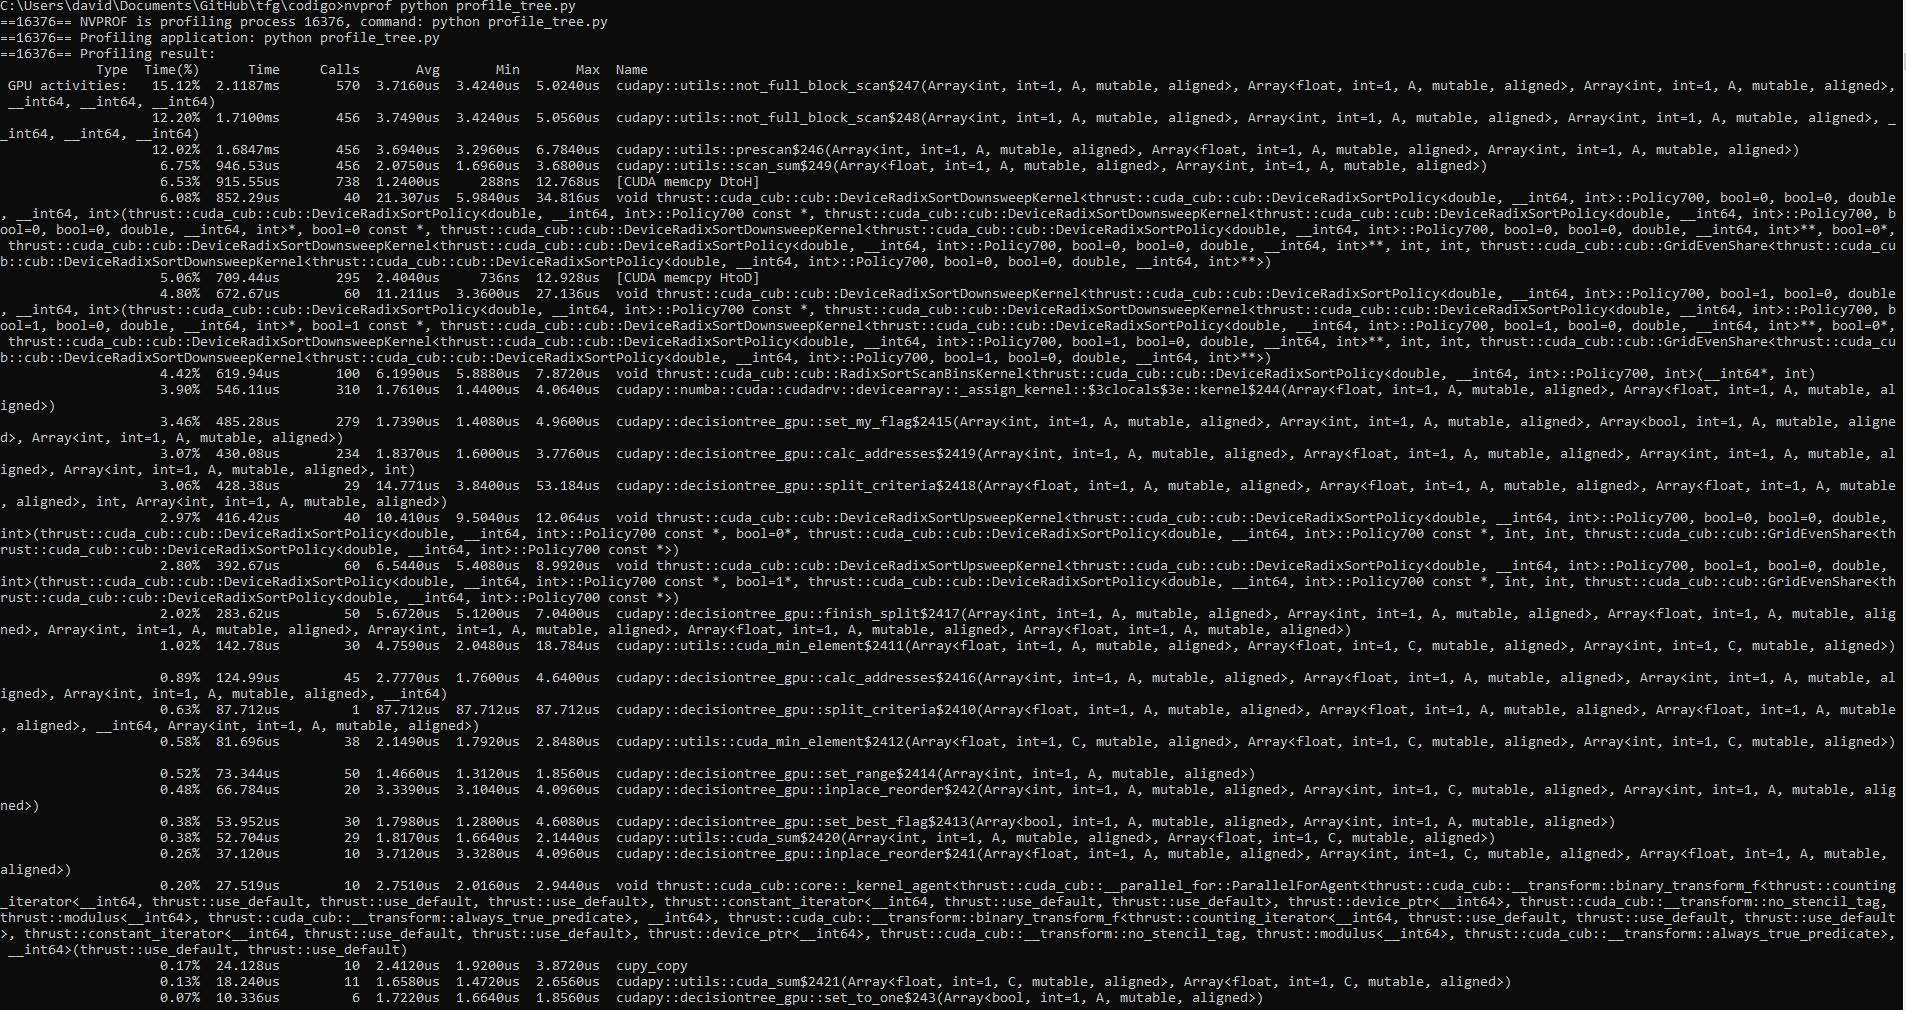 C:\Users\david\Documents\GitHub\tfg\codigo>nvprof python profile_tree.py
==16376== NVPROF is profiling process 16376, command: python profile_tree.py
==16376== Profiling application: python profile_tree.py
==16376== Profiling result:
            Type  Time(%)      Time     Calls       Avg       Min       Max  Name
 GPU activities:   15.12%  2.1187ms       570  3.7160us  3.4240us  5.0240us  cudapy::utils::not_full_block_scan$247(Array<int, int=1, A, mutable, aligned>, Array<float, int=1, A, mutable, aligned>, Array<int, int=1, A, mutable, aligned>,
 __int64, __int64, __int64)
                   12.20%  1.7100ms       456  3.7490us  3.4240us  5.0560us  cudapy::utils::not_full_block_scan$248(Array<int, int=1, A, mutable, aligned>, Array<int, int=1, A, mutable, aligned>, Array<int, int=1, A, mutable, aligned>, _
_int64, __int64, __int64)
                   12.02%  1.6847ms       456  3.6940us  3.2960us  6.7840us  cudapy::utils::prescan$246(Array<int, int=1, A, mutable, aligned>, Array<float, int=1, A, mutable, aligned>, Array<int, int=1, A, mutable, aligned>)
                    6.75%  946.53us       456  2.0750us  1.6960us  3.6800us  cudapy::utils::scan_sum$249(Array<float, int=1, A, mutable, aligned>, Array<int, int=1, A, mutable, aligned>)
                    6.53%  915.55us       738  1.2400us     288ns  12.768us  [CUDA memcpy DtoH]
                    6.08%  852.29us        40  21.307us  5.9840us  34.816us  void thrust::cuda_cub::cub::DeviceRadixSortDownsweepKernel<thrust::cuda_cub::cub::DeviceRadixSortPolicy<double, __int64, int>::Policy700, bool=0, bool=0, double
, __int64, int>(thrust::cuda_cub::cub::DeviceRadixSortPolicy<double, __int64, int>::Policy700 const *, thrust::cuda_cub::cub::DeviceRadixSortDownsweepKernel<thrust::cuda_cub::cub::DeviceRadixSortPolicy<double, __int64, int>::Policy700, b
ool=0, bool=0, double, __int64, int>*, bool=0 const *, thrust::cuda_cub::cub::DeviceRadixSortDownsweepKernel<thrust::cuda_cub::cub::DeviceRadixSortPolicy<double, __int64, int>::Policy700, bool=0, bool=0, double, __int64, int>**, bool=0*,
 thrust::cuda_cub::cub::DeviceRadixSortDownsweepKernel<thrust::cuda_cub::cub::DeviceRadixSortPolicy<double, __int64, int>::Policy700, bool=0, bool=0, double, __int64, int>**, int, int, thrust::cuda_cub::cub::GridEvenShare<thrust::cuda_cu
b::cub::DeviceRadixSortDownsweepKernel<thrust::cuda_cub::cub::DeviceRadixSortPolicy<double, __int64, int>::Policy700, bool=0, bool=0, double, __int64, int>**>)
                    5.06%  709.44us       295  2.4040us     736ns  12.928us  [CUDA memcpy HtoD]
                    4.80%  672.67us        60  11.211us  3.3600us  27.136us  void thrust::cuda_cub::cub::DeviceRadixSortDownsweepKernel<thrust::cuda_cub::cub::DeviceRadixSortPolicy<double, __int64, int>::Policy700, bool=1, bool=0, double
, __int64, int>(thrust::cuda_cub::cub::DeviceRadixSortPolicy<double, __int64, int>::Policy700 const *, thrust::cuda_cub::cub::DeviceRadixSortDownsweepKernel<thrust::cuda_cub::cub::DeviceRadixSortPolicy<double, __int64, int>::Policy700, b
ool=1, bool=0, double, __int64, int>*, bool=1 const *, thrust::cuda_cub::cub::DeviceRadixSortDownsweepKernel<thrust::cuda_cub::cub::DeviceRadixSortPolicy<double, __int64, int>::Policy700, bool=1, bool=0, double, __int64, int>**, bool=0*,
 thrust::cuda_cub::cub::DeviceRadixSortDownsweepKernel<thrust::cuda_cub::cub::DeviceRadixSortPolicy<double, __int64, int>::Policy700, bool=1, bool=0, double, __int64, int>**, int, int, thrust::cuda_cub::cub::GridEvenShare<thrust::cuda_cu
b::cub::DeviceRadixSortDownsweepKernel<thrust::cuda_cub::cub::DeviceRadixSortPolicy<double, __int64, int>::Policy700, bool=1, bool=0, double, __int64, int>**>)
                    4.42%  619.94us       100  6.1990us  5.8880us  7.8720us  void thrust::cuda_cub::cub::RadixSortScanBinsKernel<thrust::cuda_cub::cub::DeviceRadixSortPolicy<double, __int64, int>::Policy700, int>(__int64*, int)
                    3.90%  546.11us       310  1.7610us  1.4400us  4.0640us  cudapy::numba::cuda::cudadrv::devicearray::_assign_kernel::$3clocals$3e::kernel$244(Array<float, int=1, A, mutable, aligned>, Array<float, int=1, A, mutable, al
igned>)
                    3.46%  485.28us       279  1.7390us  1.4080us  4.9600us  cudapy::decisiontree_gpu::set_my_flag$2415(Array<int, int=1, A, mutable, aligned>, Array<int, int=1, A, mutable, aligned>, Array<bool, int=1, A, mutable, aligne
d>, Array<int, int=1, A, mutable, aligned>)
                    3.07%  430.08us       234  1.8370us  1.6000us  3.7760us  cudapy::decisiontree_gpu::calc_addresses$2419(Array<int, int=1, A, mutable, aligned>, Array<float, int=1, A, mutable, aligned>, Array<int, int=1, A, mutable, al
igned>, Array<int, int=1, A, mutable, aligned>, int)
                    3.06%  428.38us        29  14.771us  3.8400us  53.184us  cudapy::decisiontree_gpu::split_criteria$2418(Array<float, int=1, A, mutable, aligned>, Array<float, int=1, A, mutable, aligned>, Array<float, int=1, A, mutable
, aligned>, int, Array<int, int=1, A, mutable, aligned>)
                    2.97%  416.42us        40  10.410us  9.5040us  12.064us  void thrust::cuda_cub::cub::DeviceRadixSortUpsweepKernel<thrust::cuda_cub::cub::DeviceRadixSortPolicy<double, __int64, int>::Policy700, bool=0, bool=0, double,
int>(thrust::cuda_cub::cub::DeviceRadixSortPolicy<double, __int64, int>::Policy700 const *, bool=0*, thrust::cuda_cub::cub::DeviceRadixSortPolicy<double, __int64, int>::Policy700 const *, int, int, thrust::cuda_cub::cub::GridEvenShare<th
rust::cuda_cub::cub::DeviceRadixSortPolicy<double, __int64, int>::Policy700 const *>)
                    2.80%  392.67us        60  6.5440us  5.4080us  8.9920us  void thrust::cuda_cub::cub::DeviceRadixSortUpsweepKernel<thrust::cuda_cub::cub::DeviceRadixSortPolicy<double, __int64, int>::Policy700, bool=1, bool=0, double,
int>(thrust::cuda_cub::cub::DeviceRadixSortPolicy<double, __int64, int>::Policy700 const *, bool=1*, thrust::cuda_cub::cub::DeviceRadixSortPolicy<double, __int64, int>::Policy700 const *, int, int, thrust::cuda_cub::cub::GridEvenShare<th
rust::cuda_cub::cub::DeviceRadixSortPolicy<double, __int64, int>::Policy700 const *>)
                    2.02%  283.62us        50  5.6720us  5.1200us  7.0400us  cudapy::decisiontree_gpu::finish_split$2417(Array<int, int=1, A, mutable, aligned>, Array<int, int=1, A, mutable, aligned>, Array<float, int=1, A, mutable, alig
ned>, Array<int, int=1, A, mutable, aligned>, Array<int, int=1, A, mutable, aligned>, Array<float, int=1, A, mutable, aligned>, Array<float, int=1, A, mutable, aligned>)
                    1.02%  142.78us        30  4.7590us  2.0480us  18.784us  cudapy::utils::cuda_min_element$2411(Array<float, int=1, A, mutable, aligned>, Array<float, int=1, C, mutable, aligned>, Array<int, int=1, C, mutable, aligned>)
                    0.89%  124.99us        45  2.7770us  1.7600us  4.6400us  cudapy::decisiontree_gpu::calc_addresses$2416(Array<int, int=1, A, mutable, aligned>, Array<float, int=1, A, mutable, aligned>, Array<int, int=1, A, mutable, al
igned>, Array<int, int=1, A, mutable, aligned>, __int64)
                    0.63%  87.712us         1  87.712us  87.712us  87.712us  cudapy::decisiontree_gpu::split_criteria$2410(Array<float, int=1, A, mutable, aligned>, Array<float, int=1, A, mutable, aligned>, Array<float, int=1, A, mutable
, aligned>, __int64, Array<int, int=1, A, mutable, aligned>)
                    0.58%  81.696us        38  2.1490us  1.7920us  2.8480us  cudapy::utils::cuda_min_element$2412(Array<float, int=1, C, mutable, aligned>, Array<float, int=1, C, mutable, aligned>, Array<int, int=1, C, mutable, aligned>)
                    0.52%  73.344us        50  1.4660us  1.3120us  1.8560us  cudapy::decisiontree_gpu::set_range$2414(Array<int, int=1, A, mutable, aligned>)
                    0.48%  66.784us        20  3.3390us  3.1040us  4.0960us  cudapy::decisiontree_gpu::inplace_reorder$242(Array<int, int=1, A, mutable, aligned>, Array<int, int=1, C, mutable, aligned>, Array<int, int=1, A, mutable, alig
ned>)
                    0.38%  53.952us        30  1.7980us  1.2800us  4.6080us  cudapy::decisiontree_gpu::set_best_flag$2413(Array<bool, int=1, A, mutable, aligned>, Array<int, int=1, A, mutable, aligned>)
                    0.38%  52.704us        29  1.8170us  1.6640us  2.1440us  cudapy::utils::cuda_sum$2420(Array<int, int=1, A, mutable, aligned>, Array<float, int=1, C, mutable, aligned>)
                    0.26%  37.120us        10  3.7120us  3.3280us  4.0960us  cudapy::decisiontree_gpu::inplace_reorder$241(Array<float, int=1, A, mutable, aligned>, Array<int, int=1, C, mutable, aligned>, Array<float, int=1, A, mutable,
aligned>)
                    0.20%  27.519us        10  2.7510us  2.0160us  2.9440us  void thrust::cuda_cub::core::_kernel_agent<thrust::cuda_cub::__parallel_for::ParallelForAgent<thrust::cuda_cub::__transform::binary_transform_f<thrust::counting
_iterator<__int64, thrust::use_default, thrust::use_default, thrust::use_default>, thrust::constant_iterator<__int64, thrust::use_default, thrust::use_default>, thrust::device_ptr<__int64>, thrust::cuda_cub::__transform::no_stencil_tag,
thrust::modulus<__int64>, thrust::cuda_cub::__transform::always_true_predicate>, __int64>, thrust::cuda_cub::__transform::binary_transform_f<thrust::counting_iterator<__int64, thrust::use_default, thrust::use_default, thrust::use_default
>, thrust::constant_iterator<__int64, thrust::use_default, thrust::use_default>, thrust::device_ptr<__int64>, thrust::cuda_cub::__transform::no_stencil_tag, thrust::modulus<__int64>, thrust::cuda_cub::__transform::always_true_predicate>,
 __int64>(thrust::use_default, thrust::use_default)
                    0.17%  24.128us        10  2.4120us  1.9200us  3.8720us  cupy_copy
                    0.13%  18.240us        11  1.6580us  1.4720us  2.6560us  cudapy::utils::cuda_sum$2421(Array<float, int=1, C, mutable, aligned>, Array<float, int=1, C, mutable, aligned>)
                    0.07%  10.336us         6  1.7220us  1.6640us  1.8560us  cudapy::decisiontree_gpu::set_to_one$243(Array<bool, int=1, A, mutable, aligned>)